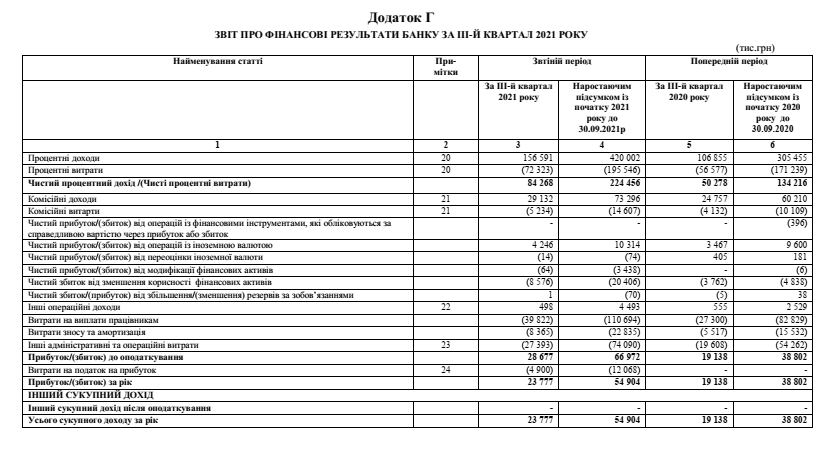 Додаток Г
ЗВІТ ПРО ФІНАНСОВІ РЕЗУЛЬТАТИ БАНКУ ЗА ІІІ-Й КВАРТАЛ 2021 РОКУ
(тис.грн)
Найменування статті При-мітки Звтіній період Попередній період
За ІІІ-й квартал 2021 року Наростаючим підсумком із початку 2021 року до 30.09.2021р За ІІІ-й квартал 2020 року Наростаючим підсумком із початку 2020 року до 30.09.2020
1 2 3 4 5 6
Процентні доходи 20 156 591 420 002 106 855 305 455
Процентні витрати 20 (72 323) (195 546) (56 577) (171 239)
Чистий процентний дохід /(Чисті процентні витрати) 84 268 224 456 50 278 134 216
Комісійні доходи 21 29 132 73 296 24 757 60 210
Комісійні витарти 21 (5 234) (14 607) (4 132) (10 109)
Чистий прибуток/(збиток) від операцій із фінансовими інструментами, які обліковуються за
справедливою вартістю через прибуток або збиток - - - (396)
Чистий прибуток/(збиток) від операцій із іноземною валютою 4 246 10 314 3 467 9 600
Чистий прибуток/(збиток) від переоцінки іноземної валюти (14) (74) 405 181
Чистий прибуток/(збиток) від модифікації фінансових активів (64) (3 438) - (6)
Чистий збиток від зменшення корисності фінансових активів (8 576) (20 406) (3 762) (4 838)
Чистий збиток/(прибуток) від збільшення/(зменшення) резервів за зобов'язаннями 1 (70) (5) 38
Інші операційні доходи 22 498 4 493 555 2 529
Витрати на виплати працівникам (39 822) (110 694) (27 300) (82 829)
Витрати зносу та амортизація (8 365) (22 835) (5 517) (15 532)
Інші адміністративні та операційні витрати 23 (27 393) (74 090) (19 608) (54 262)
Прибуток/(збиток) до оподаткування 28 677 66 972 19 138 38 802
Витрати на податок на прибуток 24 (4 900) (12 068) - -
Прибуток/(збиток) за рік 23 777 54 904 19 138 38 802
ІНШИЙ СУКУПНИЙ ДОХІД
Інший сукупний дохід після оподаткування - - - -
Усього сукупного доходу за рік 23 777 54 904 19 138 38 802